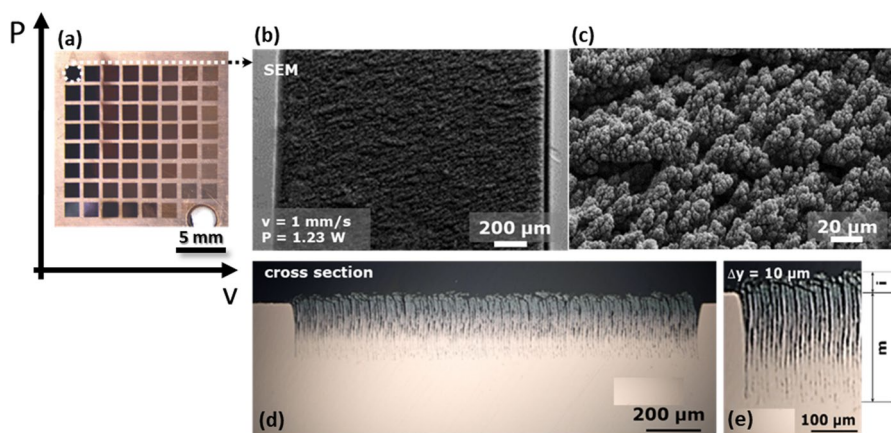 P
(a)
5 mm
v
(b)
SEM
v = 1 mm/s
P = 1.23 W
200 µm
(c)
20 µm
cross section
(d)
200 µm
Δy = 10 µm
i
m
(e)
100 µm